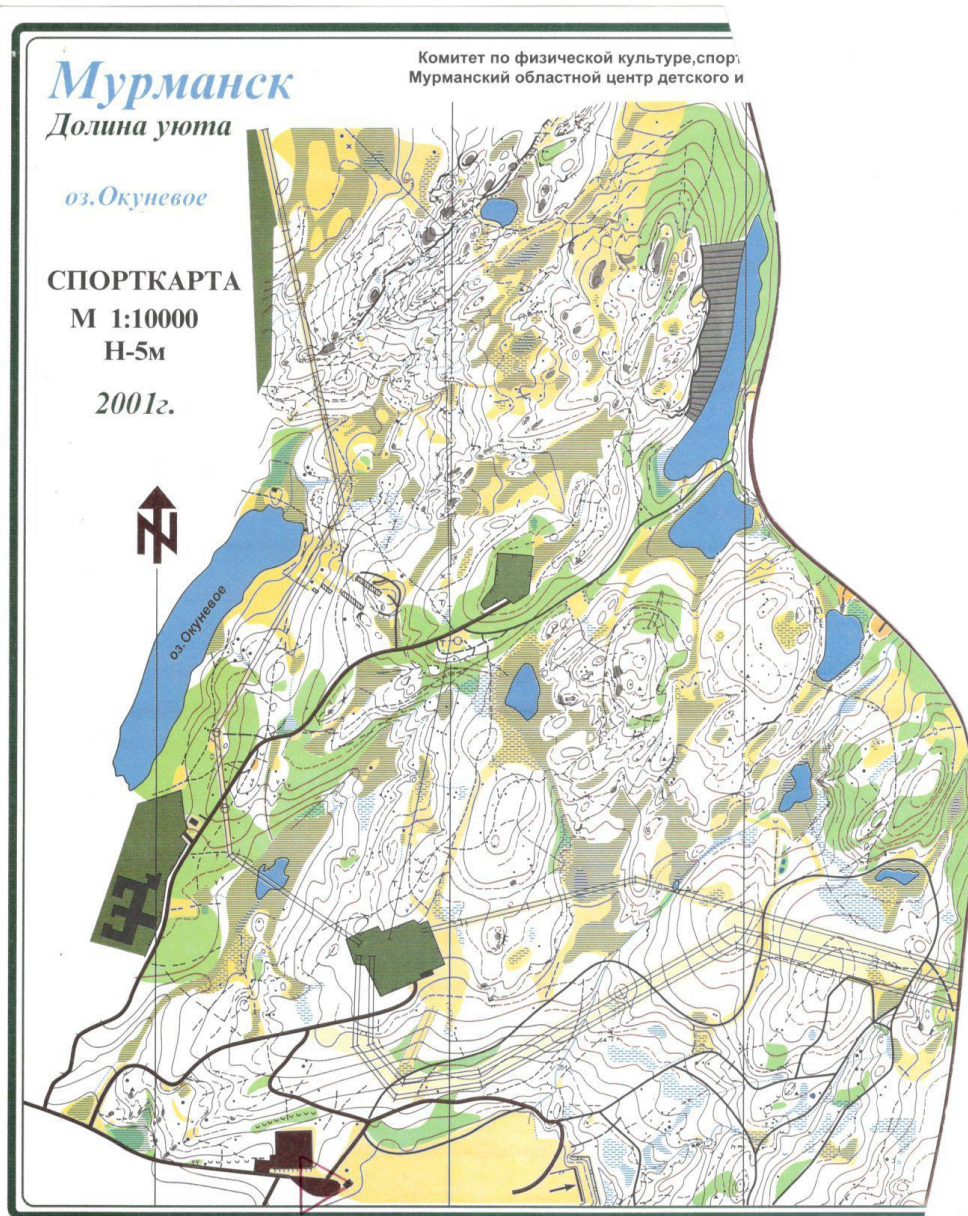 Комитет по физической культуре,спорт
Мурманский областной центр детского и
Мурманск
Долина уюта
оз.Окуневое
СПОРТКАРТА
М 1:10000
Н-5м
2001г.
N
оз.Окуневое